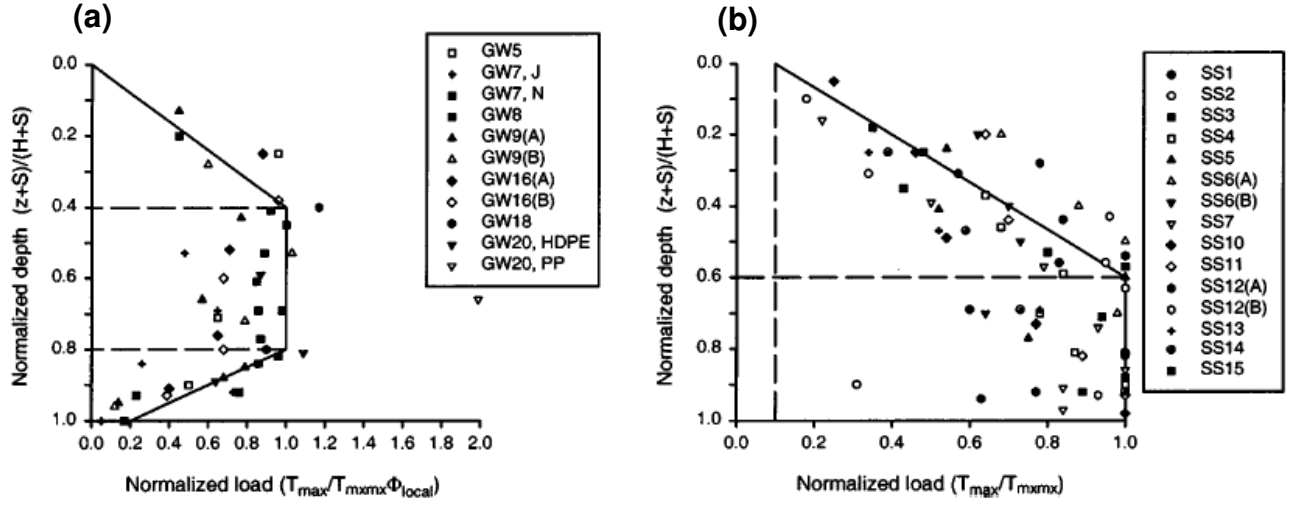 (a)
GW5
GW7, J
GW7, N
GW8
GW9(A)
GW9(B)
GW16(A)
GW16(B)
GW18
GW20, HDPE
GW20, PP
Normalized depth (z+S)/(H+S)
0.0
0.2
0.4
0.6
0.8
1.0
0.0
0.2
0.4
0.6
0.8
1.0
1.2
1.4
1.6
1.8
2.0
Normalized load (Tmax/TmxmxΦlocal)
(b)
SS1
SS2
SS3
SS4
SS5
SS6(A)
SS6(B)
SS7
SS10
SS11
SS12(A)
SS12(B)
SS13
SS14
SS15
Normalized depth (z+S)/(H+S)
0.0
0.2
0.4
0.6
0.8
1.0
0.0
0.2
0.4
0.6
0.8
1.0
Normalized load (Tmax/Tmxmx)